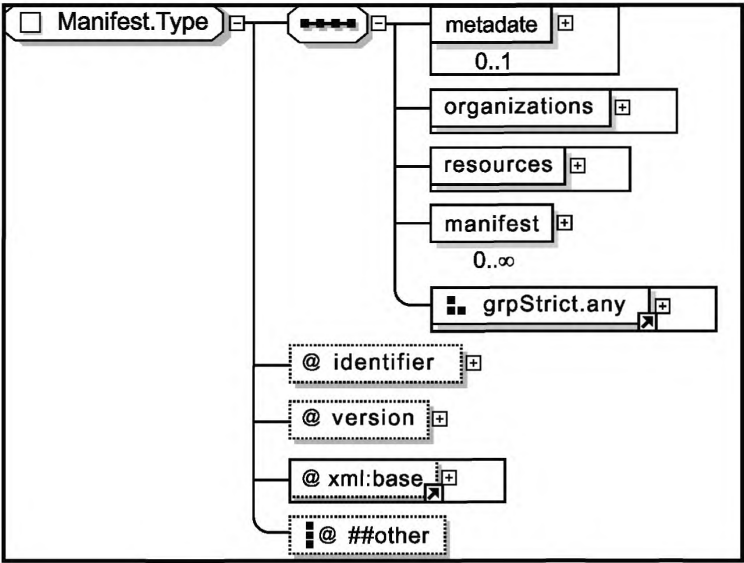 Manifest.Type
metadate
0..1
organizations
resources
manifest
0..∞
grpStrict.any
@ identifier
@ version
@ xml:base
@ ##other